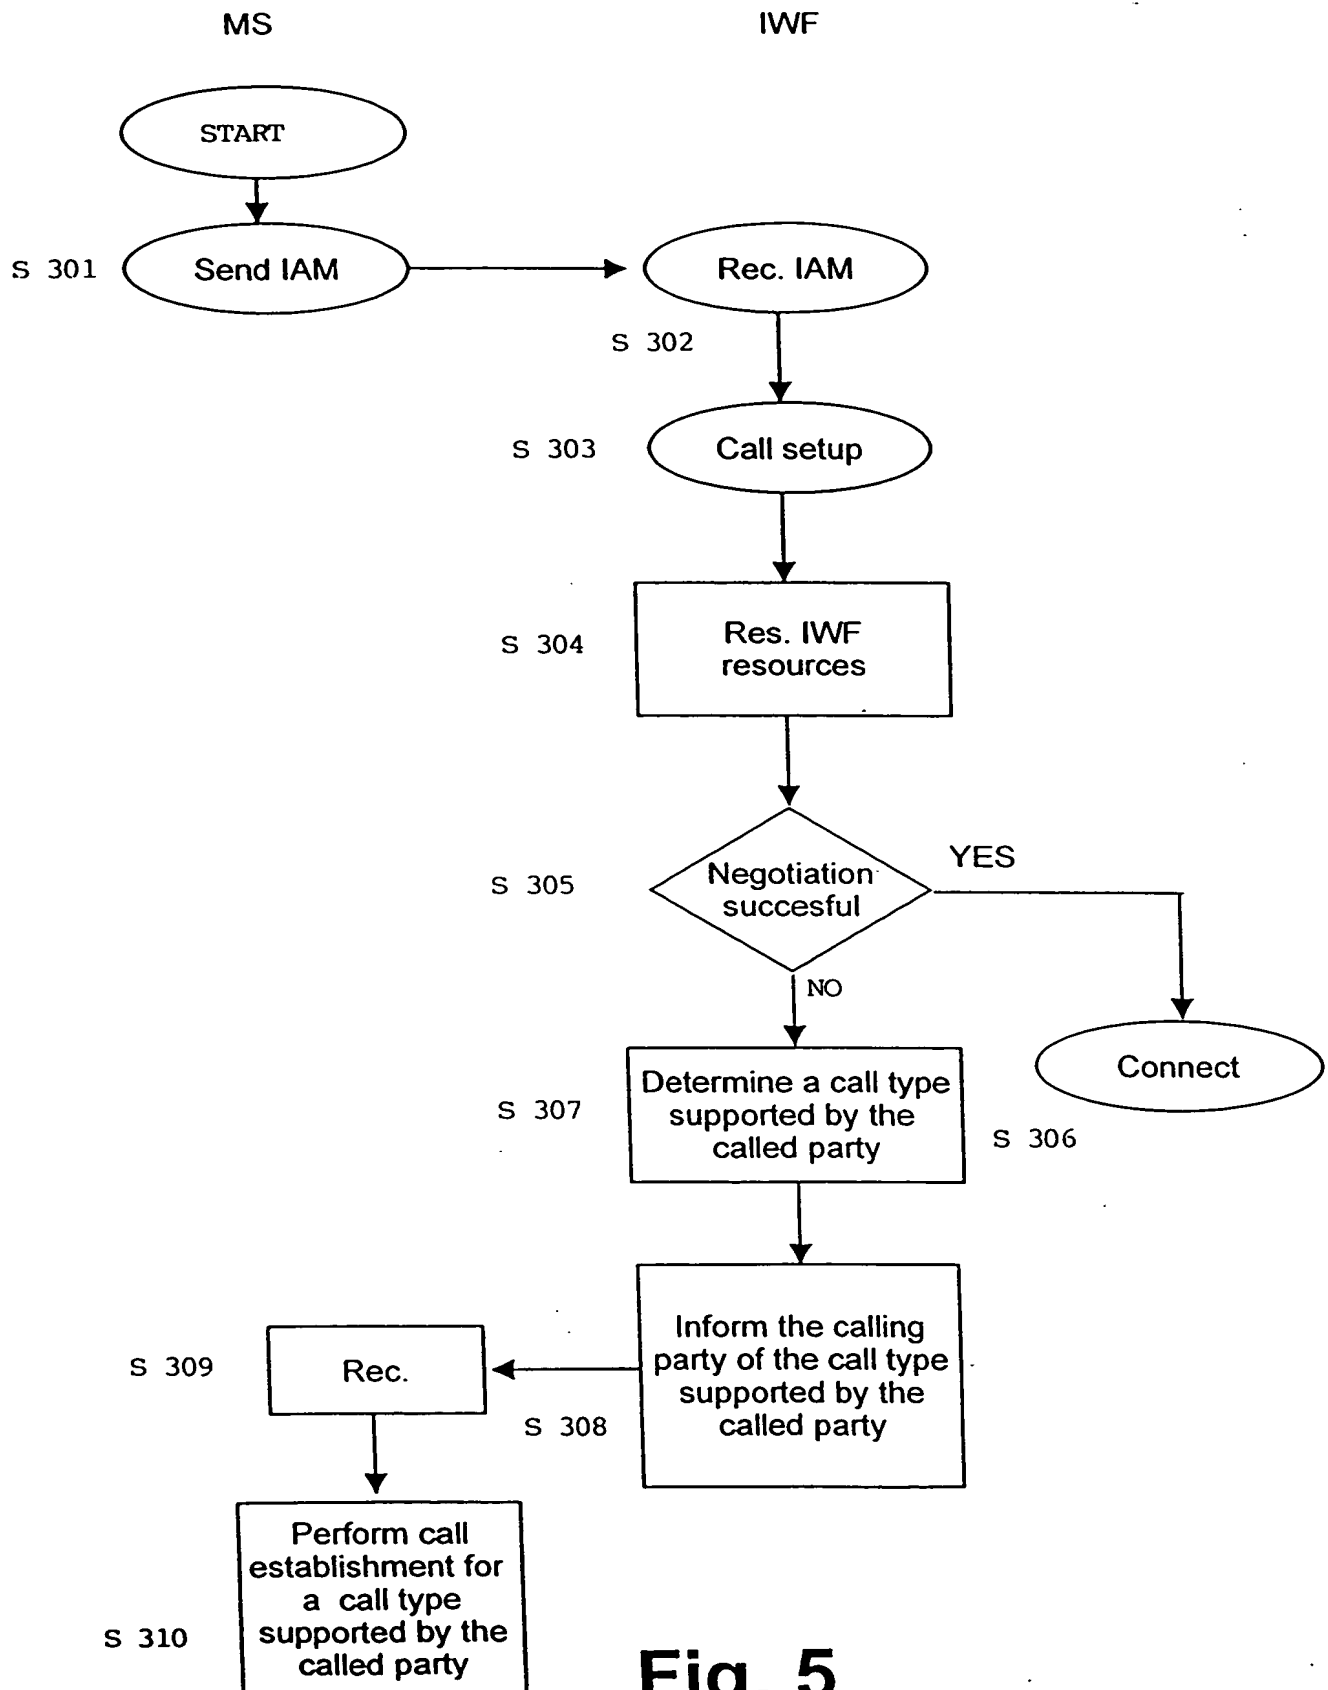 MS
IWF
START
S 301
Send IAM
Rec. IAM
S 302
S 303
Call setup
S 304
Res. IWF
resources
S 305
Negotiation
succesful
YES
NO
Connect
S 306
S 307
Determine a call type
supported by the
called party
Inform the calling
party of the call type
supported by the
called party
S 308
S 309
Rec.
S 310
Perform call
establishment for
a call type
supported by the
called party
Fig. 5